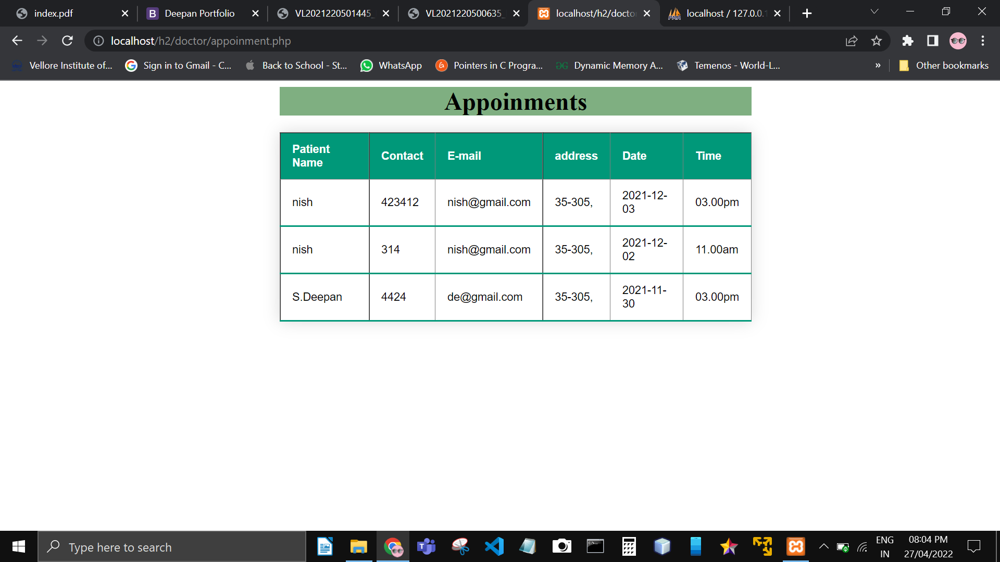 index.pdf
Deepan Portfolio
VL2021220501445_
VL2021220500635_
localhost/h2/docto
localhost / 127.0.0.1
localhost/h2/doctor/appoinment.php
Vellore Institute of...
Sign in to Gmail - C...
Back to School - St...
WhatsApp
Pointers in C Progra...
Dynamic Memory A...
Temenos - World-L...
»
Other bookmarks
Appoinments
Patient
Name
Contact
E-mail
address
Date
Time
nish
423412
nish@gmail.com
35-305,
2021-12-
03
03.00pm
nish
314
nish@gmail.com
35-305,
2021-12-
02
11.00am
S.Deepan
4424
de@gmail.com
35-305,
2021-11-
30
03.00pm
Type here to search
ENG
IN
08:04 PM
27/04/2022